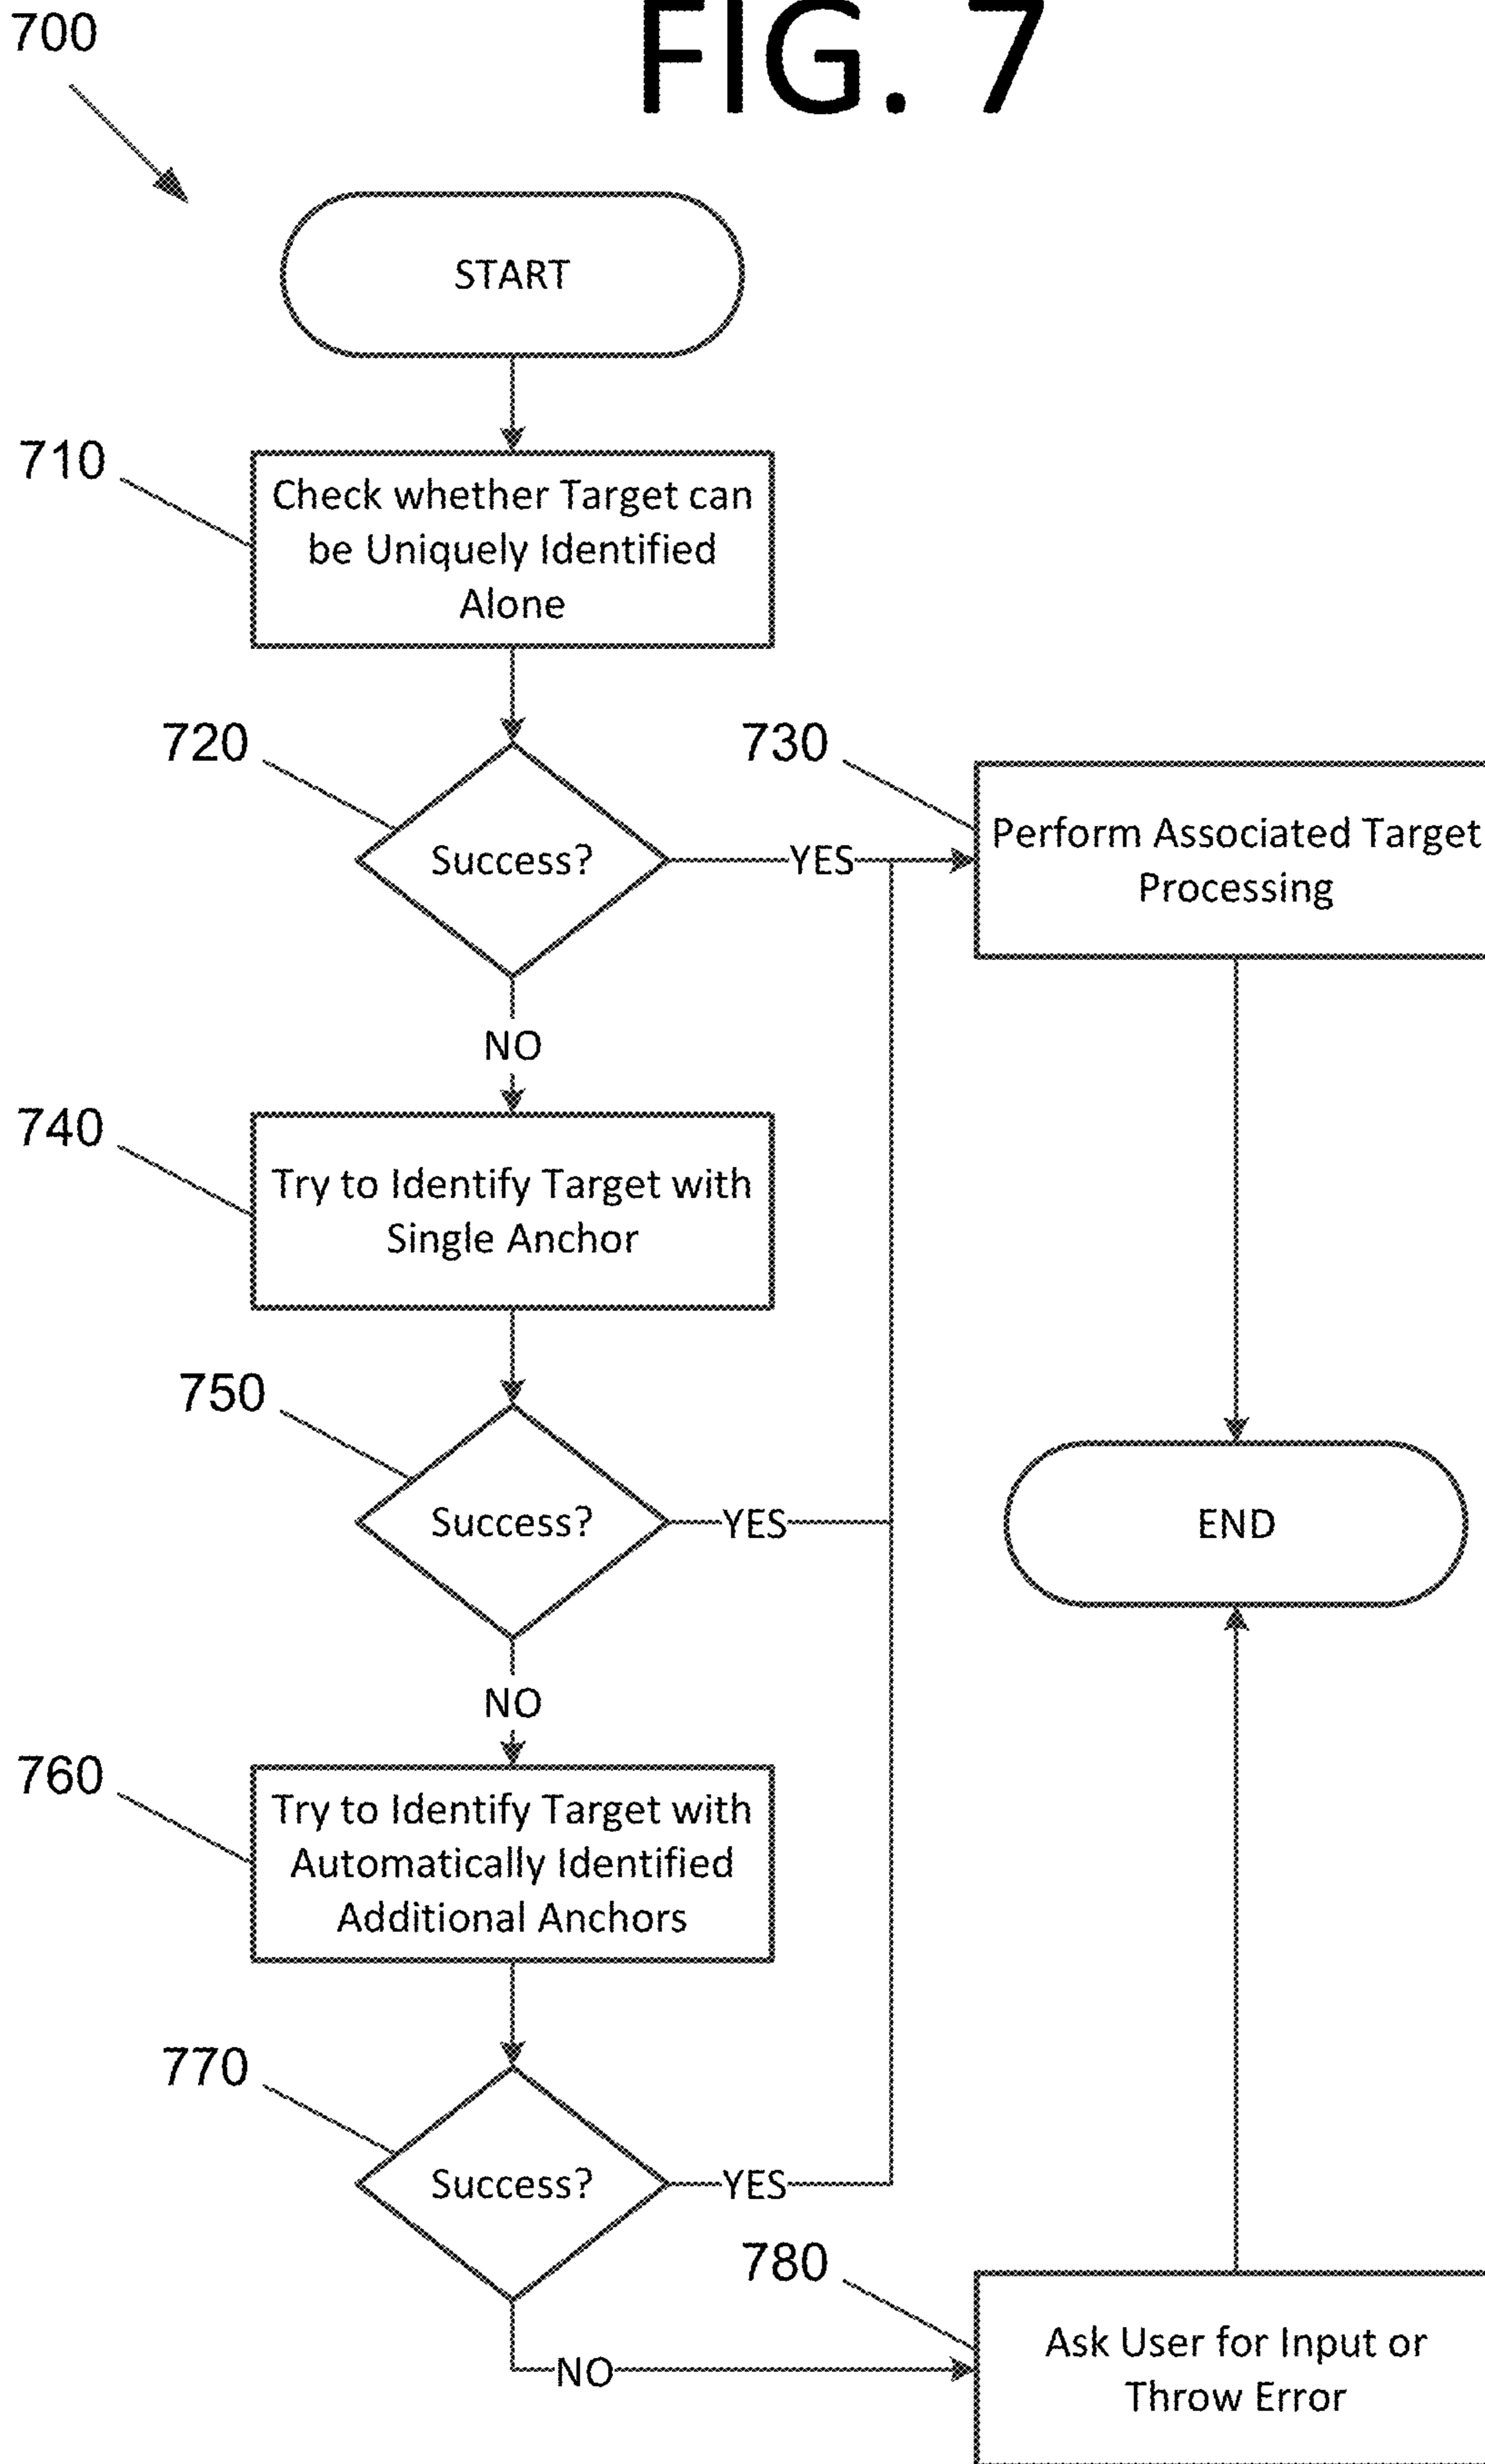 700
FIG. 7
START
710
Check whether Target can
be Uniquely Identified
Alone
720
730
Success?
YES
Perform Associated Target
Processing
NO
740
Try to Identify Target with
Single Anchor
750
Success?
YES
END
NO
760
Try to Identify Target with
Automatically Identified
Additional Anchors
770
Success?
YES
780
NO
Ask User for Input or
Throw Error